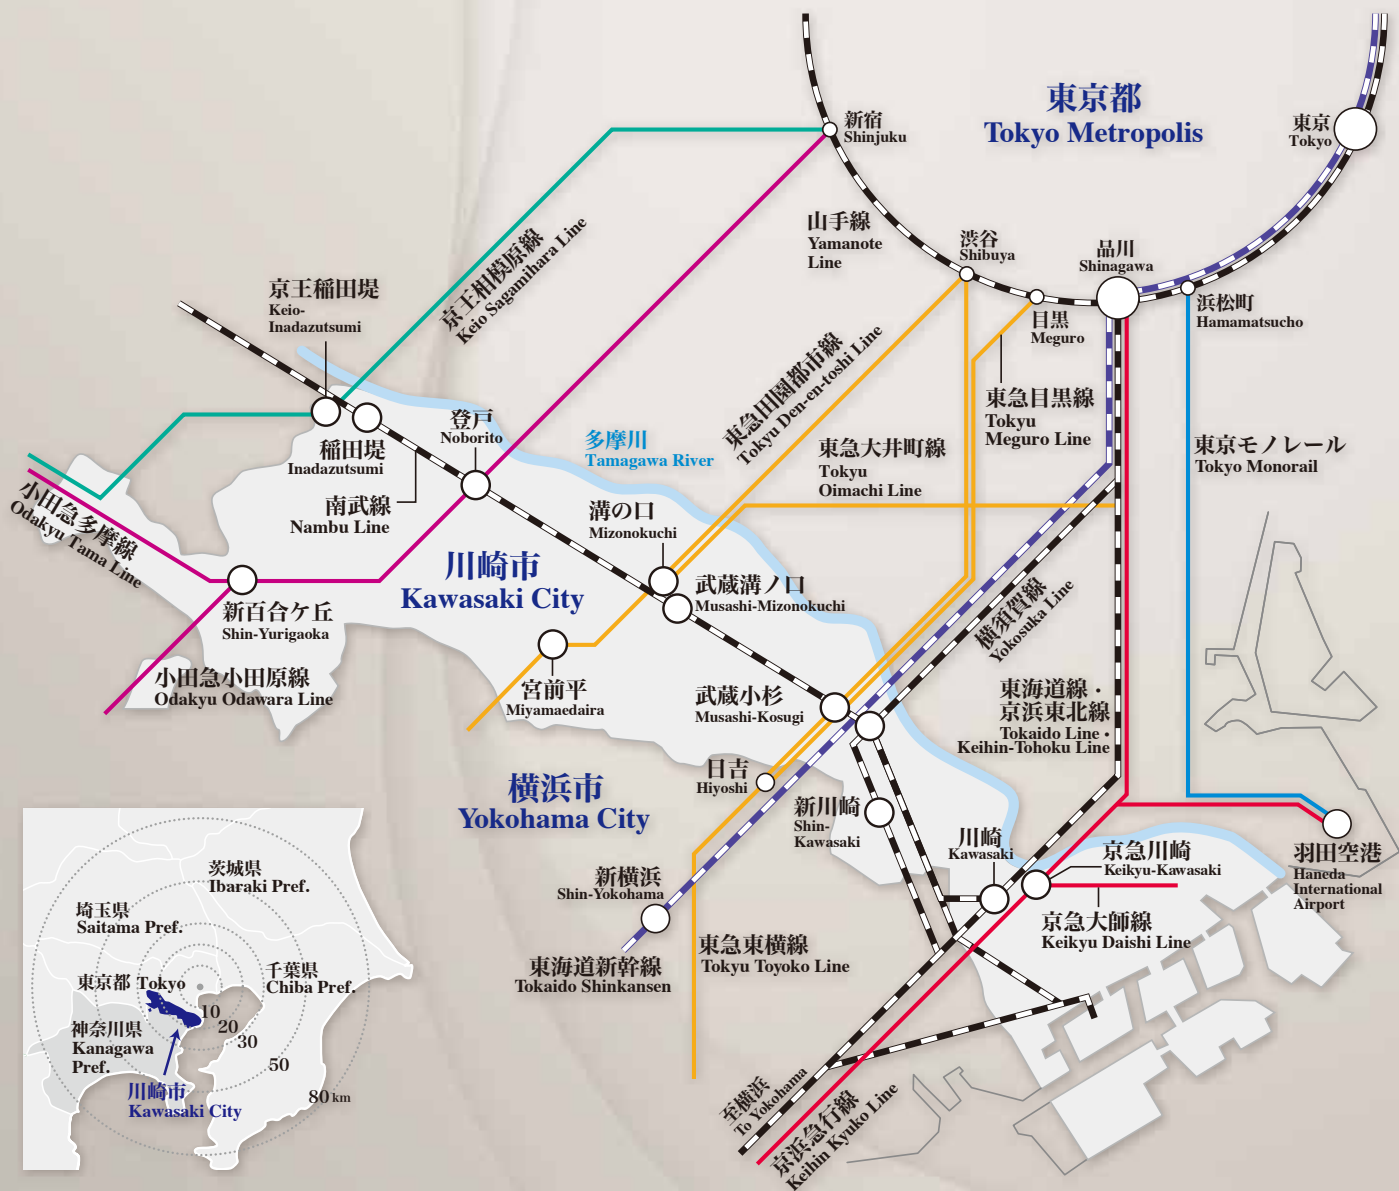 東京都
Tokyo Metropolis
東京
Tokyo
新宿
Shinjuku
山手線
Yamanote
Line
渋谷
Shibuya
品川
Shinagawa
目黒
Meguro
浜松町
Hamamatsucho
京王稲田堤
Keio-
Inadazutsumi
京王相模原線
Keio Sagamihara Line
東急田園都市線
Tokyu Den-en-toshi Line
東急目黒線
Tokyu
Meguro Line
稲田堤
Inadazutsumi
登戸
Noborito
多摩川
Tamagawa River
東急大井町線
Tokyu
Oimachi Line
東京モノレール
Tokyo Monorail
小田急多摩線
Odakyu Tama Line
南武線
Nambu Line
溝の口
Mizonokuchi
川崎市
Kawasaki City
武蔵溝ノ口
Musashi-Mizonokuchi
新百合ケ丘
Shin-Yurigaoka
横須賀線
Yokosuka Line
小田急小田原線
Odakyu Odawara Line
宮前平
Miyamaedaira
武蔵小杉
Musashi-Kosugi
東海道線・
京浜東北線
Tokaido Line・
Keihin-Tohoku Line
横浜市
Yokohama City
日吉
Hiyoshi
新川崎
Shin-
Kawasaki
川崎
Kawasaki
京急川崎
Keikyu-Kawasaki
羽田空港
Haneda
International
Airport
新横浜
Shin-Yokohama
京急大師線
Keikyu Daishi Line
東海道新幹線
Tokaido Shinkansen
東急東横線
Tokyu Toyoko Line
至横浜
To Yokohama
京浜急行線
Keihin Kyuko Line
茨城県
Ibaraki Pref.
埼玉県
Saitama Pref.
東京都 Tokyo
千葉県
Chiba Pref.
神奈川県
Kanagawa
Pref.
川崎市
Kawasaki City
10
20
30
50
80 km